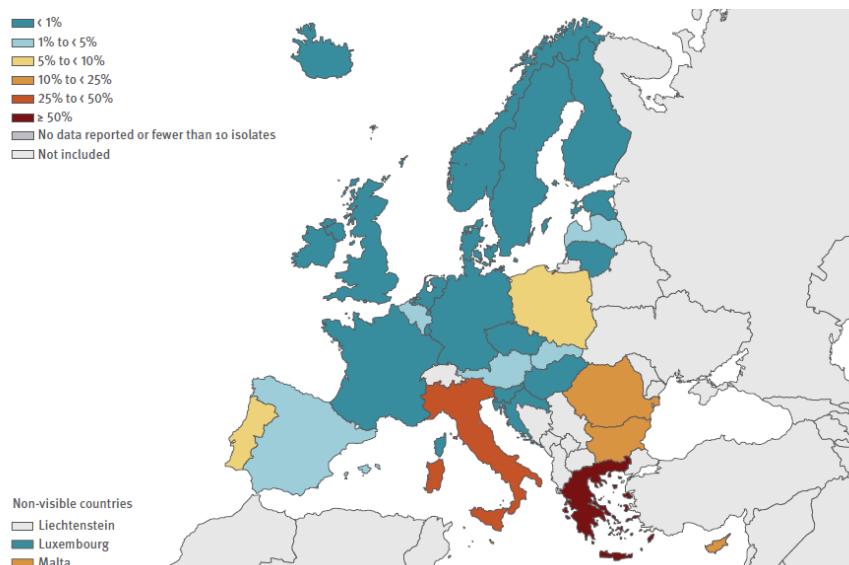 < 1%
1% to < 5%
5% to < 10%
10% to < 25%
25% to < 50%
≥ 50%
No data reported or fewer than 10 isolates
Not included
Non-visible countries
Liechtenstein
Luxembourg
Malta